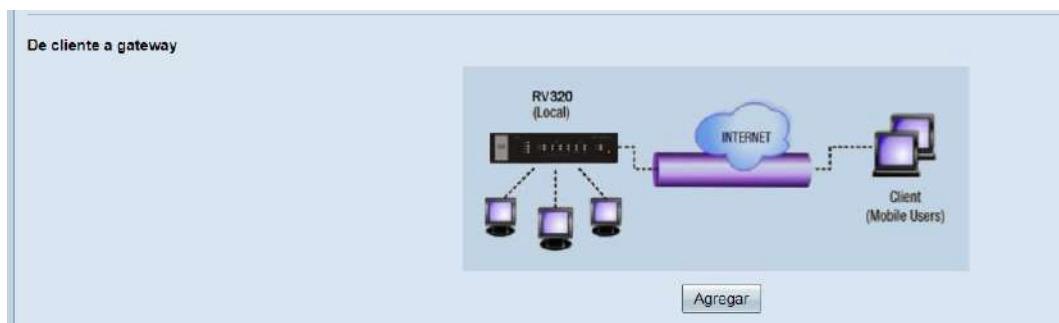 De cliente a gateway
RV320
(Local)
INTERNET
Client
(Mobile Users)
Agregar